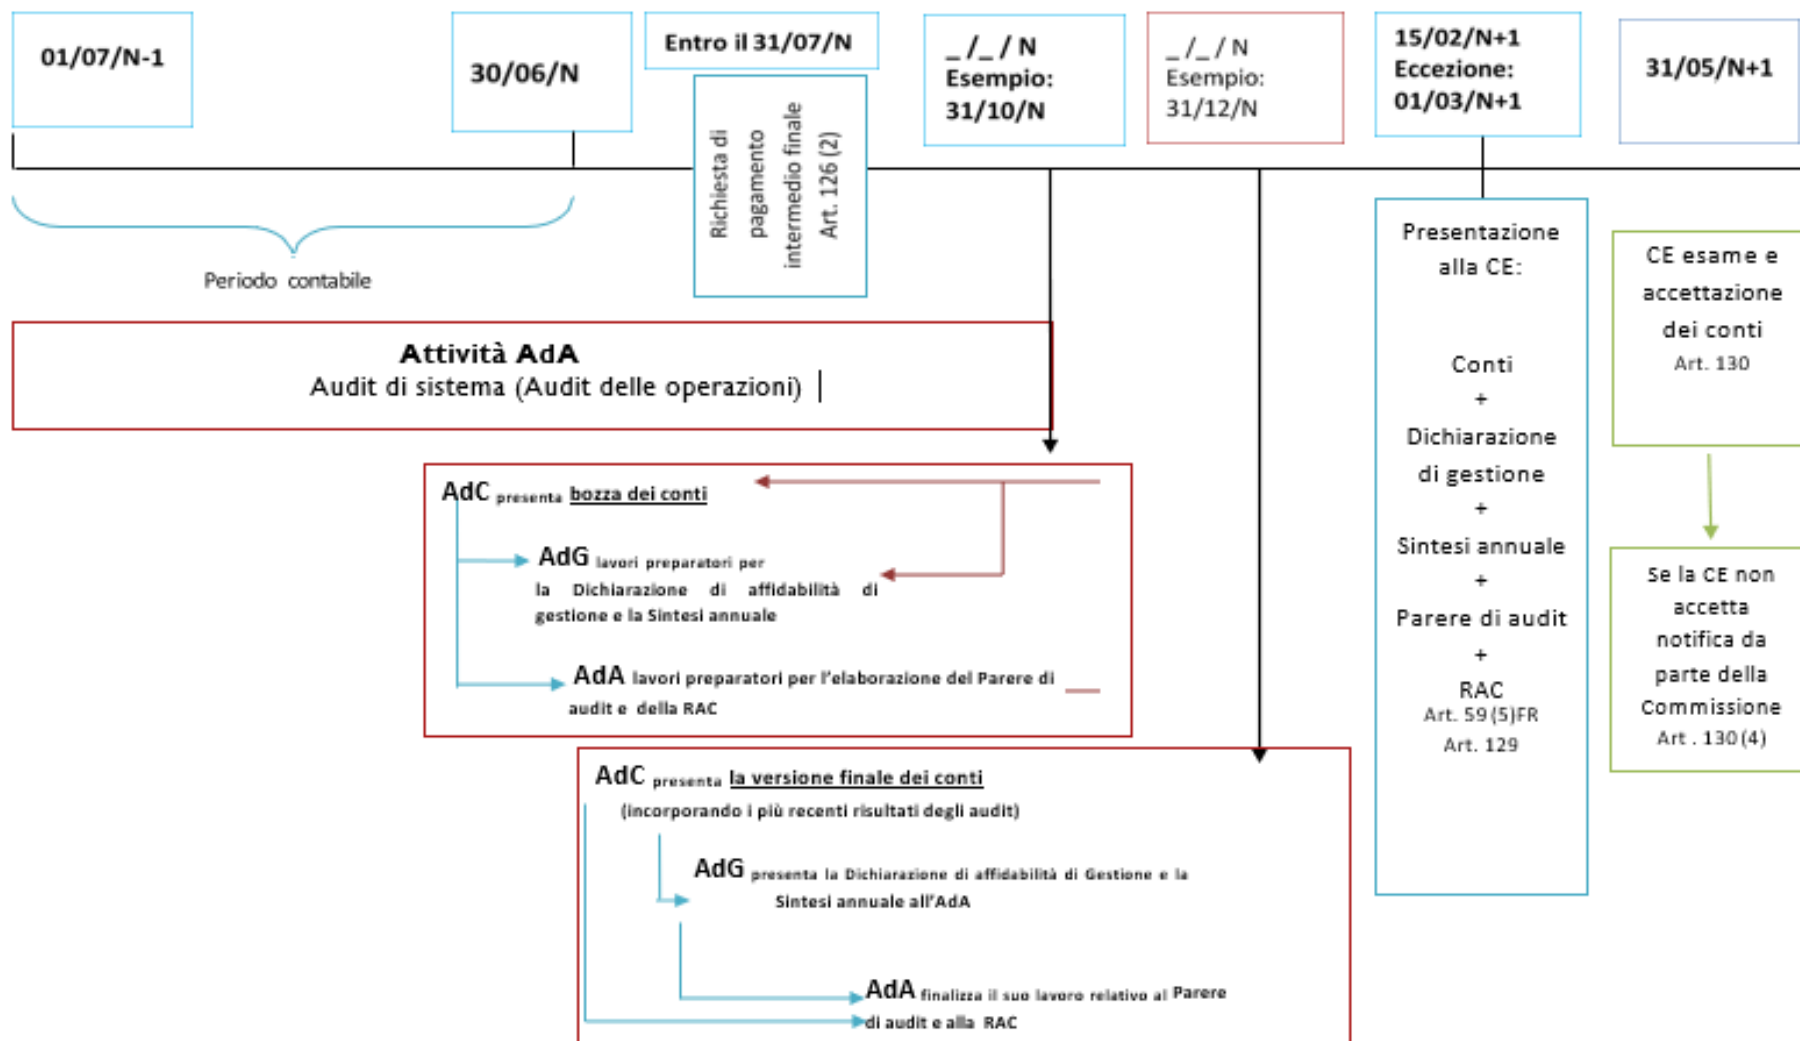 01/07/N-1
30/06/N
Entro il 31/07/N
_ /_ / N
Esempio:
31/10/N
_ /_ / N
Esempio:
31/12/N
15/02/N+1
Eccezione:
01/03/N+1
31/05/N+1
Richiesta di
pagamento
intermedio finale
Art. 126 (2)
Periodo contabile
Attività AdA
Audit di sistema (Audit delle operazioni)
AdC presenta bozza dei conti
AdG lavori preparatori per
la Dichiarazione di affidabilità di
gestione e la Sintesi annuale
AdA lavori preparatori per l'elaborazione del Parere di
audit e della RAC
AdC presenta la versione finale dei conti
(incorporando i più recenti risultati degli audit)
AdG presenta la Dichiarazione di affidabilità di Gestione e la
Sintesi annuale all'AdA
AdA finalizza il suo lavoro relativo al Parere
di audit e alla RAC
Presentazione
alla CE:
Conti
+
Dichiarazione
di gestione
+
Sintesi annuale
+
Parere di audit
+
RAC
Art. 59 (5)FR
Art. 129
CE esame e
accettazione
dei conti
Art. 130
Se la CE non
accetta
notifica da
parte della
Commissione
Art . 130 (4)